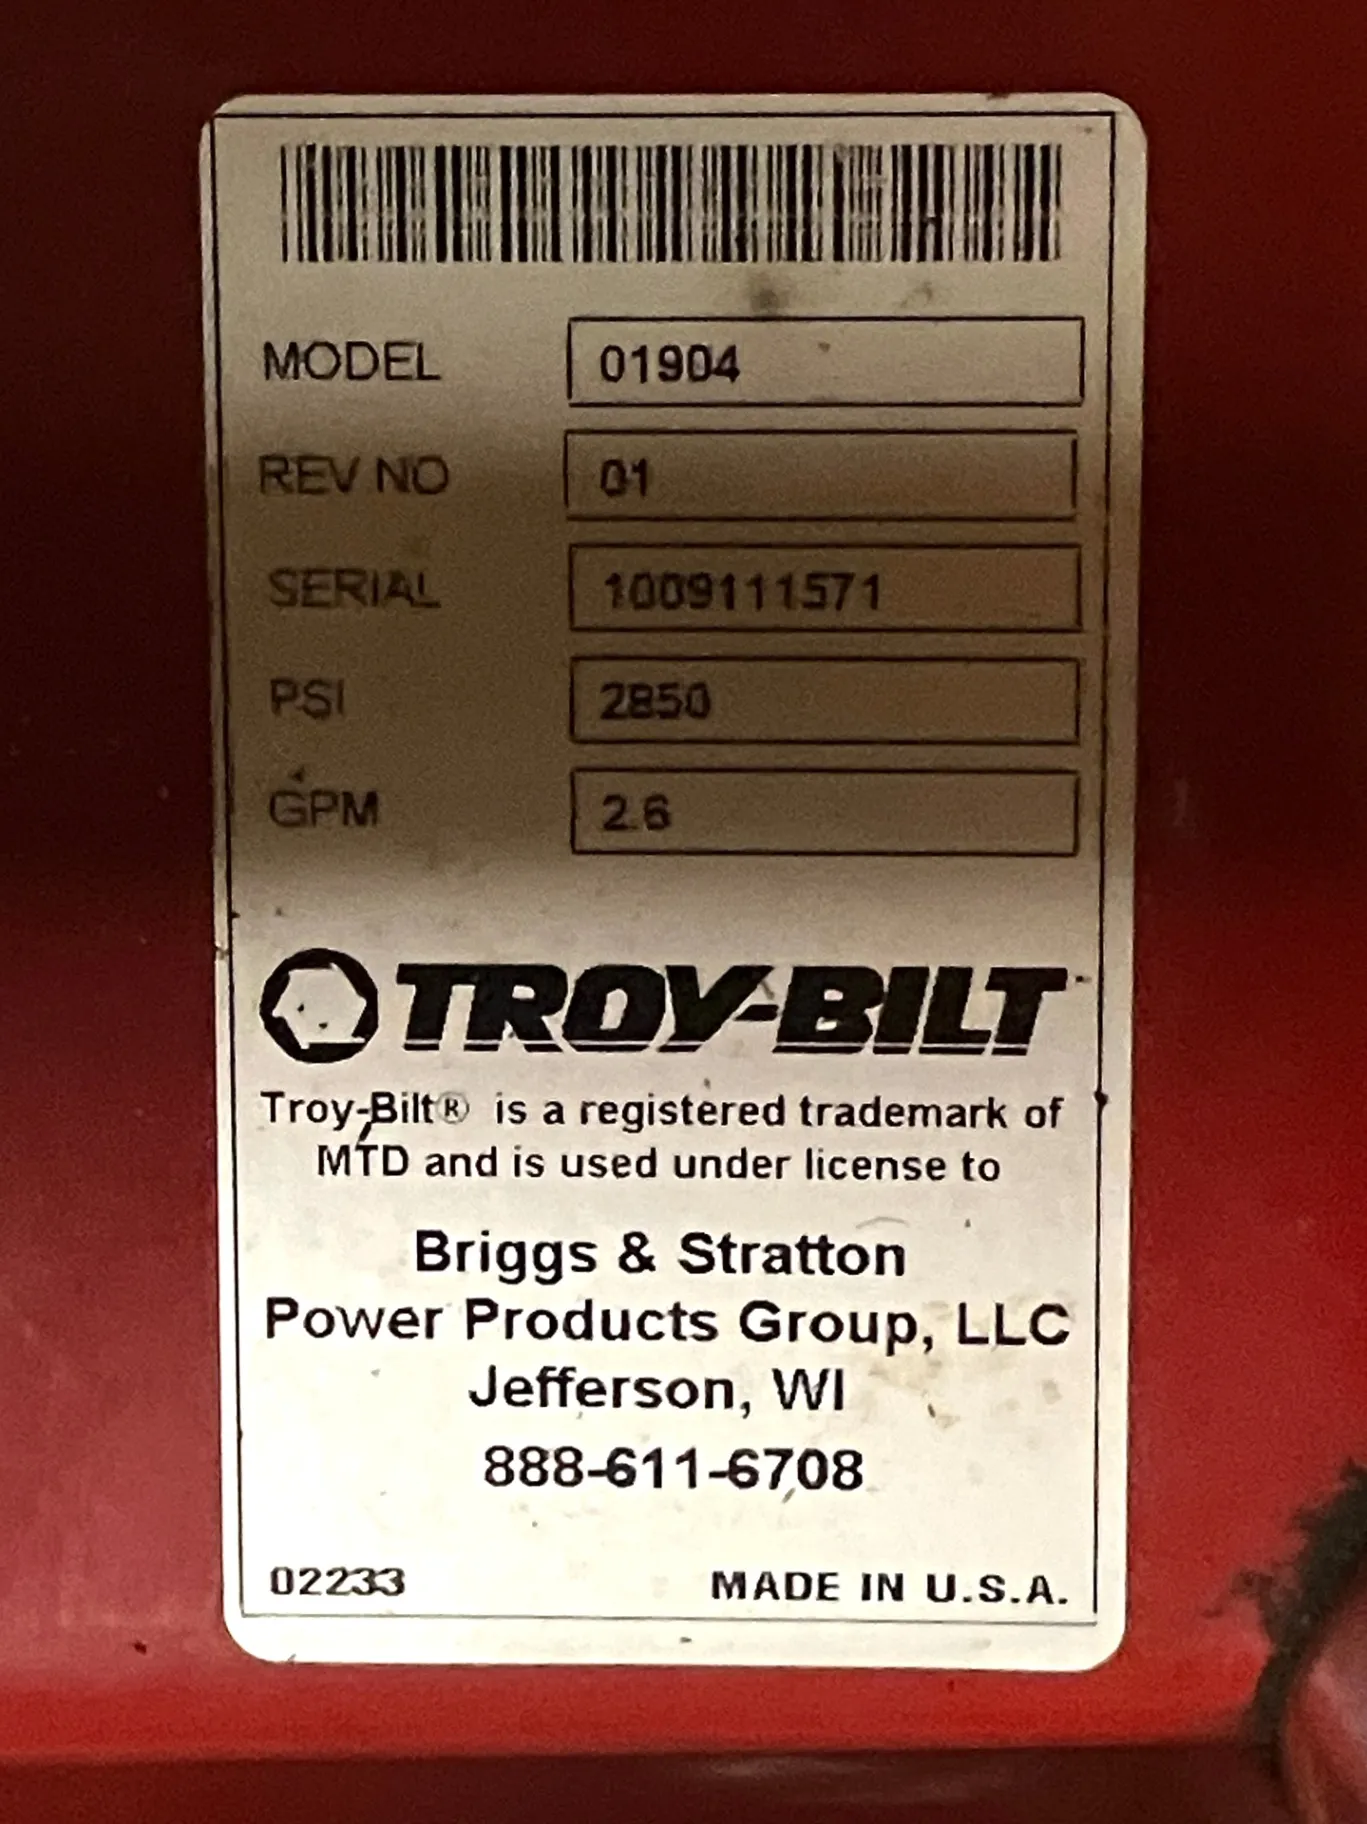 MODEL 01904
REV NO 01
SERIAL 1009111571
PSI 2850
GPM 2.6
TROY-BILT
Troy-Bilt® is a registered trademark of
MTD and is used under license to
Briggs & Stratton
Power Products Group, LLC
Jefferson, WI
888-611-6708
02233 MADE IN U.S.A.